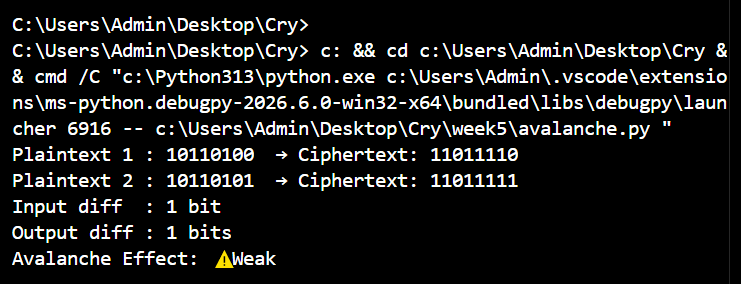 C:\Users\Admin\Desktop\Cry>
C:\Users\Admin\Desktop\Cry> c: && cd c:\Users\Admin\Desktop\Cry &
& cmd /C "c:\Python313\python.exe c:\Users\Admin\.vscode\extensio
ns\ms-python.debugpy-2026.6.0-win32-x64\bundled\libs\debugpy\laun
cher 6916 -- c:\Users\Admin\Desktop\Cry\week5\avalanche.py "
Plaintext 1 : 10110100  → Ciphertext: 11011110
Plaintext 2 : 10110101  → Ciphertext: 11011111
Input diff  : 1 bit
Output diff : 1 bits
Avalanche Effect: ⚠️Weak